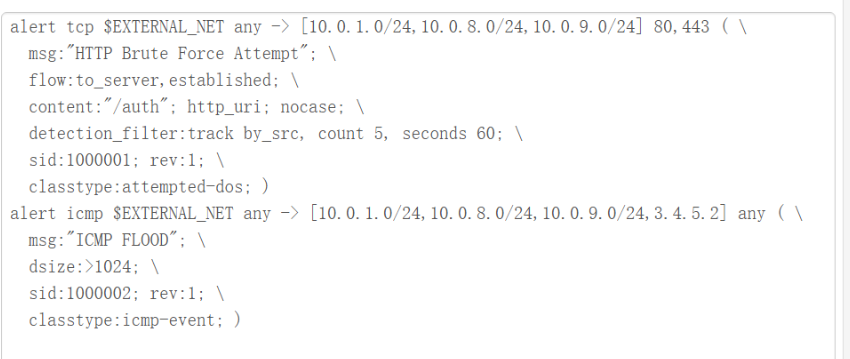 alert tcp $EXTERNAL_NET any -> [10.0.1.0/24,10.0.8.0/24,10.0.9.0/24] 80,443 ( \
msg:"HTTP Brute Force Attempt"; \
flow:to_server,established; \
content:"/auth"; http_uri; nocase; \
detection_filter:track by_src, count 5, seconds 60; \
sid:1000001; rev:1; \
classtype:attempted-dos; )
alert icmp $EXTERNAL_NET any -> [10.0.1.0/24,10.0.8.0/24,10.0.9.0/24,3.4.5.2] any ( \
msg:"ICMP FLOOD"; \
dsize:>1024; \
sid:1000002; rev:1; \
classtype:icmp-event; )